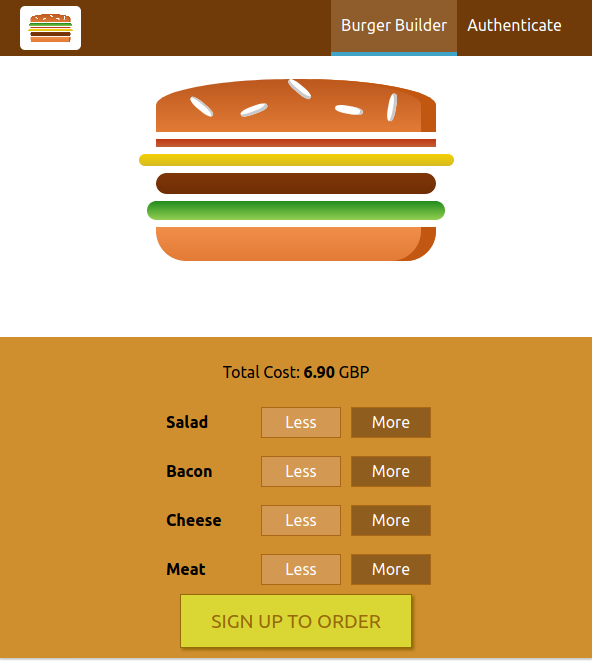 Burger Builder Authenticate
Total Cost: 6.90 GBP
Salad Less More
Bacon Less More
Cheese Less More
Meat Less More
SIGN UP TO ORDER